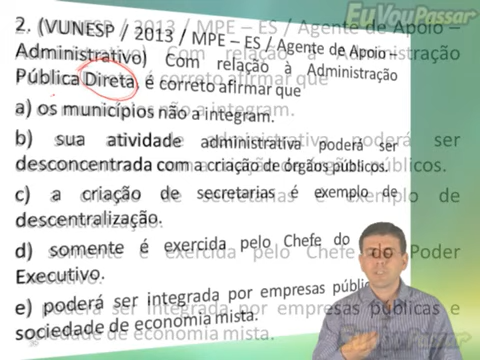 EuVouPassar
2. (VUNESP / 2013 / MPE – ES / Agente de Apoio –
Administrativo) Com relação à Administração
Pública Direta, é correto afirmar que
a) os municípios não a integram.
b) sua atividade administrativa poderá ser
desconcentrada com a criação de órgãos públicos.
c) a criação de secretarias é exemplo de
descentralização.
d) somente é exercida pelo Chefe do Poder
Executivo.
e) poderá ser integrada por empresas públicas e
sociedade de economia mista.
EuVouPassar